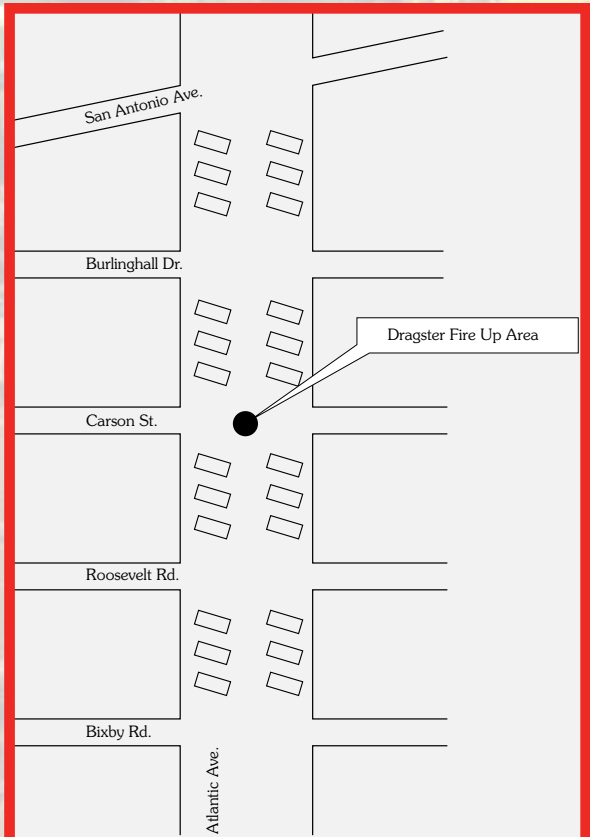 San Antonio Ave.
Burlinghall Dr.
Dragster Fire Up Area
Carson St.
Roosevelt Rd.
Bixby Rd.
Atlantic Ave.